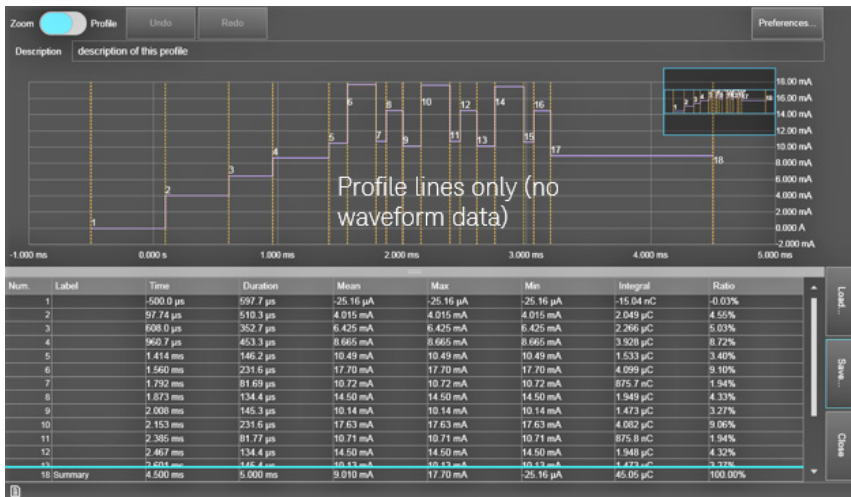 Zoom Profile Undo Redo Preferences...
Description description of this profile
18.00 mA
16.00 mA
14.00 mA
12.00 mA
10.00 mA
8.000 mA
6.000 mA
4.000 mA
2.000 mA
0.000 A
-2.000 mA
1 2 3 4 5 6 7 8 9 10 11 12 13 14 15 16 17 18
Profile lines only (no
waveform data)
-1.000 ms 0.000 s 1.000 ms 2.000 ms 3.000 ms 4.000 ms 5.000 ms
Num. Label Time Duration Mean Max Min Integral Ratio
1 -500.0 µs 597.7 µs -25.16 µA -25.16 µA -25.16 µA -15.04 nC -0.03%
2 97.74 µs 510.3 µs 4.015 mA 4.015 mA 4.015 mA 2.049 µC 4.55%
3 608.0 µs 352.7 µs 6.425 mA 6.425 mA 6.425 mA 2.266 µC 5.03%
4 960.7 µs 453.3 µs 8.665 mA 8.665 mA 8.665 mA 3.928 µC 8.72%
5 1.414 ms 146.2 µs 10.49 mA 10.49 mA 10.49 mA 1.533 µC 3.40%
6 1.560 ms 231.6 µs 17.70 mA 17.70 mA 17.70 mA 4.099 µC 9.10%
7 1.792 ms 81.69 µs 10.72 mA 10.72 mA 10.72 mA 875.7 nC 1.94%
8 1.873 ms 134.4 µs 14.50 mA 14.50 mA 14.50 mA 1.949 µC 4.33%
9 2.008 ms 145.3 µs 10.14 mA 10.14 mA 10.14 mA 1.473 µC 3.27%
10 2.153 ms 231.6 µs 17.63 mA 17.63 mA 17.63 mA 4.082 µC 9.06%
11 2.385 ms 81.77 µs 10.71 mA 10.71 mA 10.71 mA 875.8 nC 1.94%
12 2.467 ms 134.4 µs 14.50 mA 14.50 mA 14.50 mA 1.948 µC 4.32%
18 Summary 4.500 ms 5.000 ms 9.010 mA 17.70 mA -25.16 µA 45.05 µC 100.00%
Load...
Save...
Close